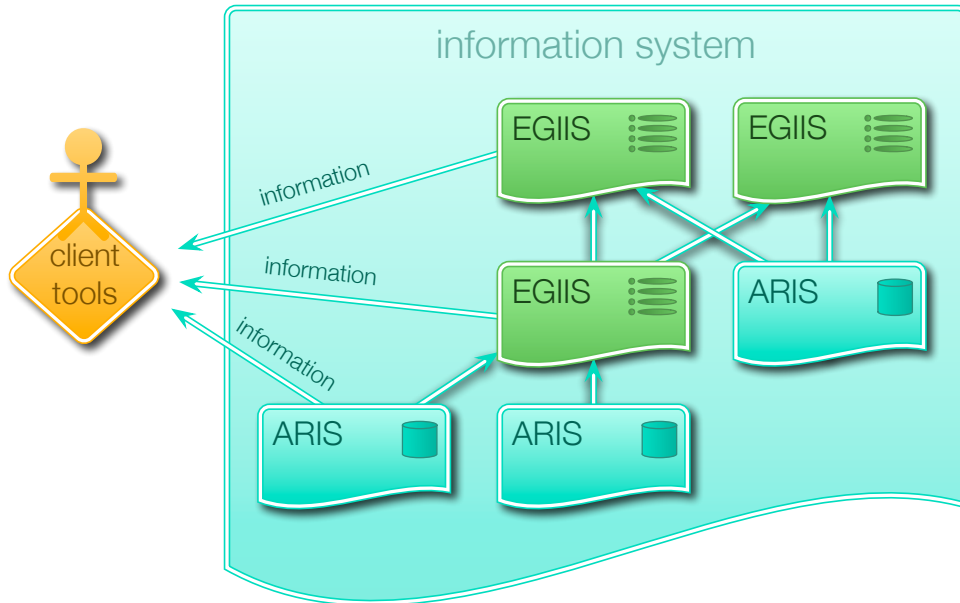 information system
EGIIS
EGIIS
information
client
tools
information
EGIIS
ARIS
information
ARIS
ARIS